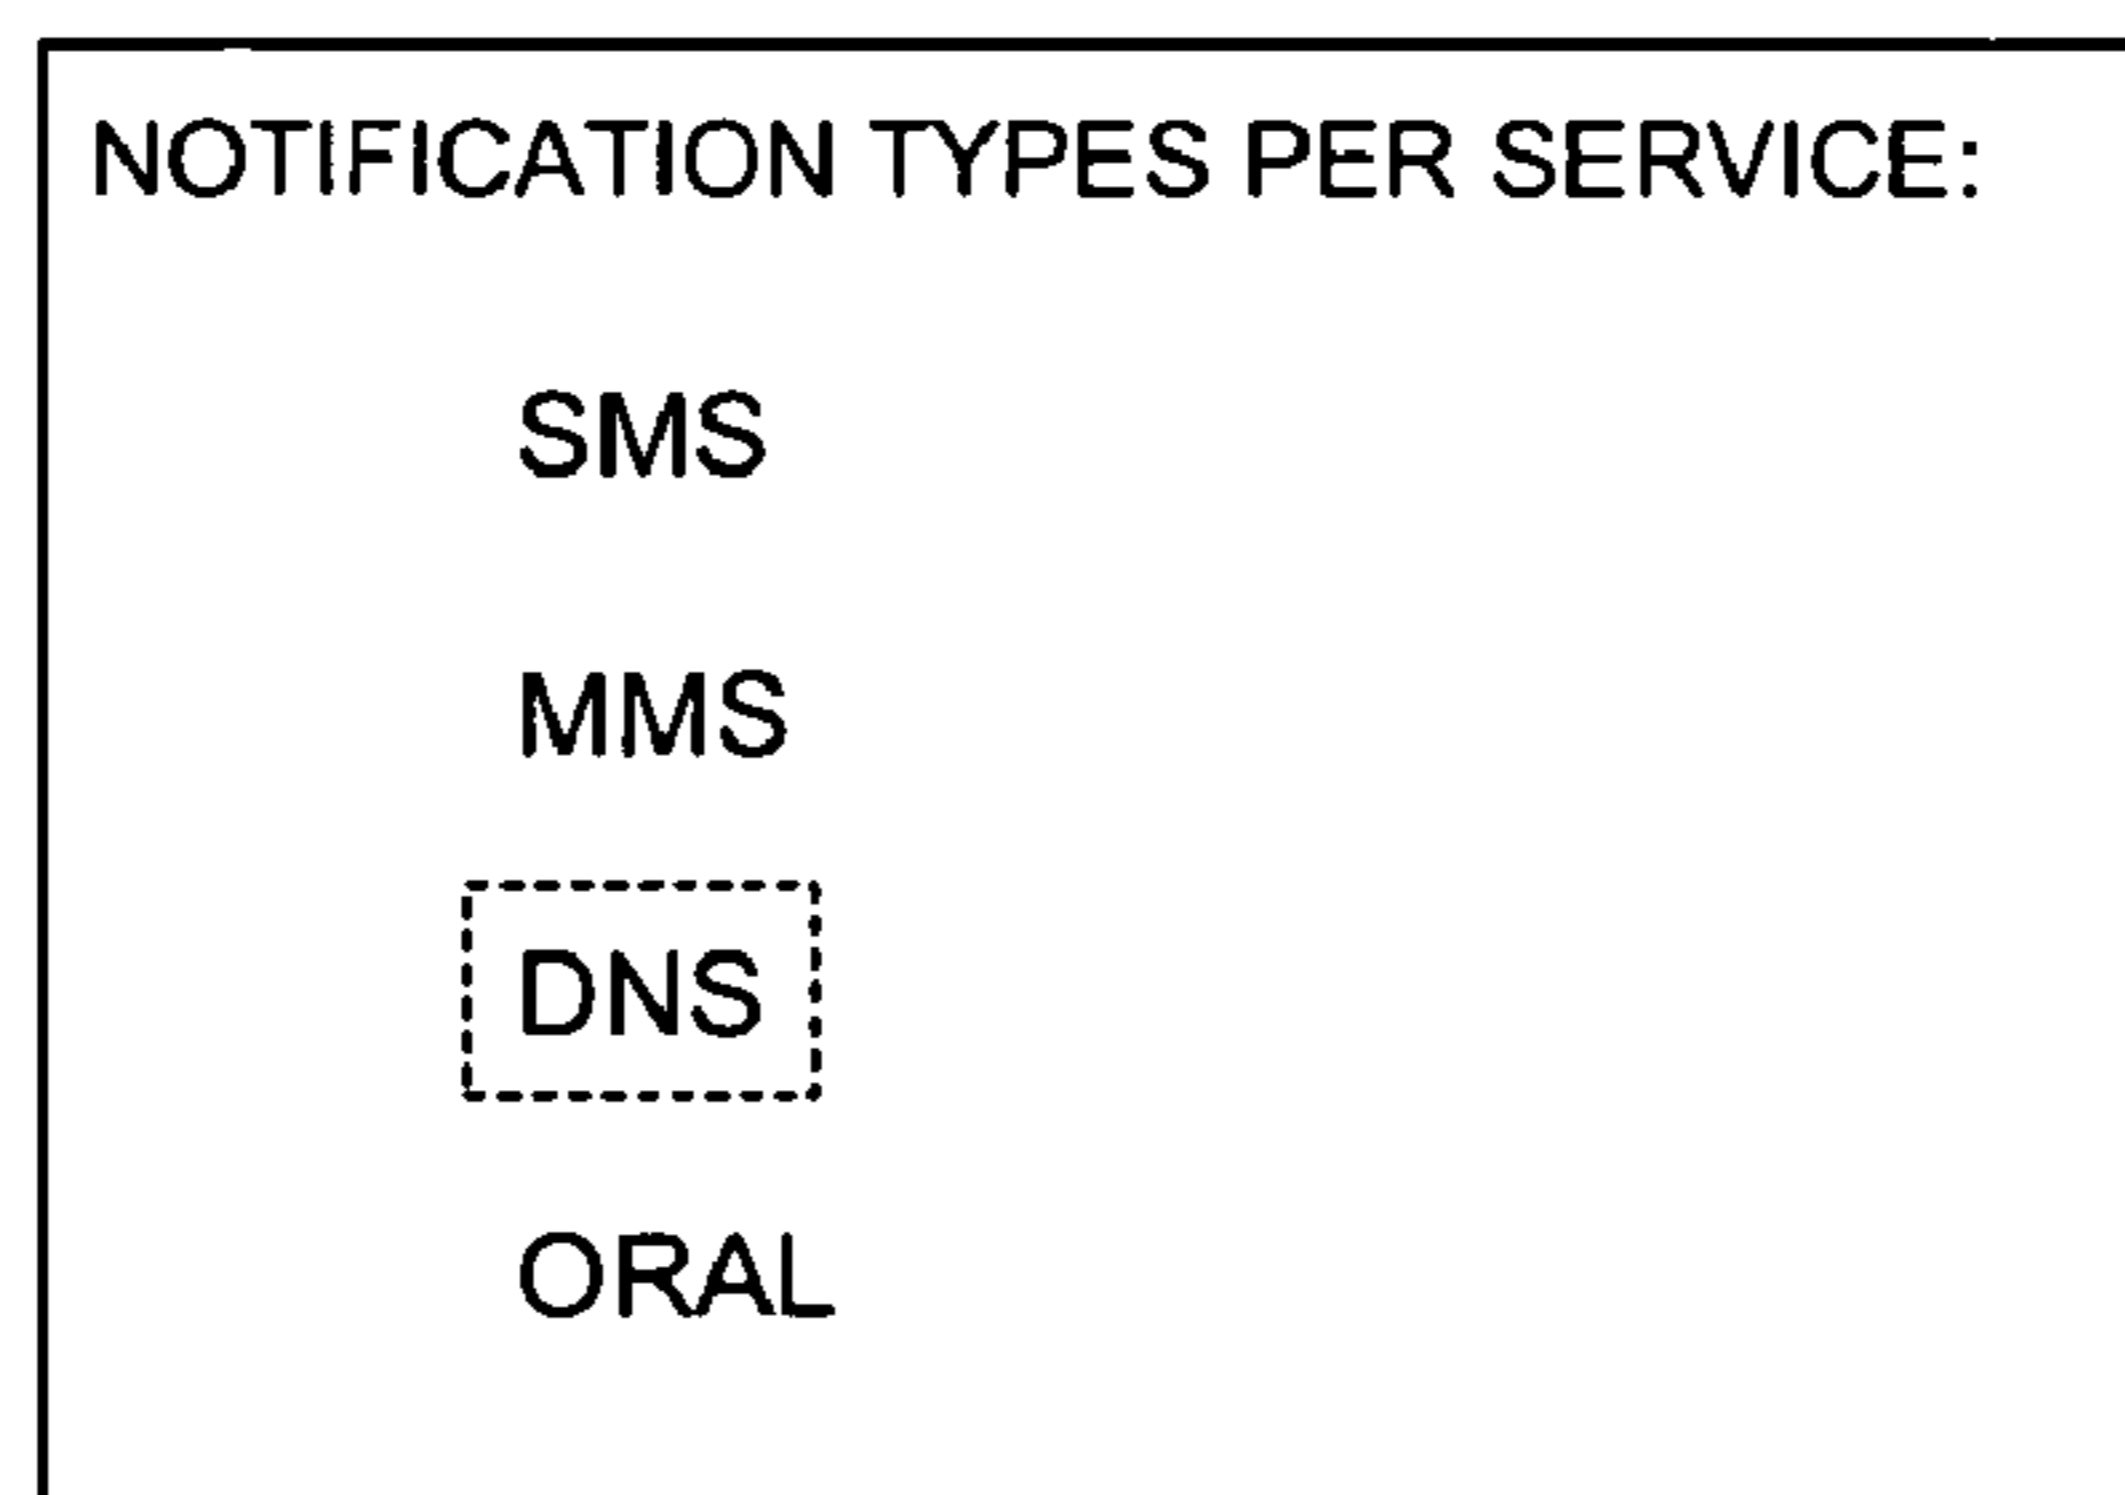 NOTIFICATION TYPES PER SERVICE:
SMS
MMS
DNS
ORAL